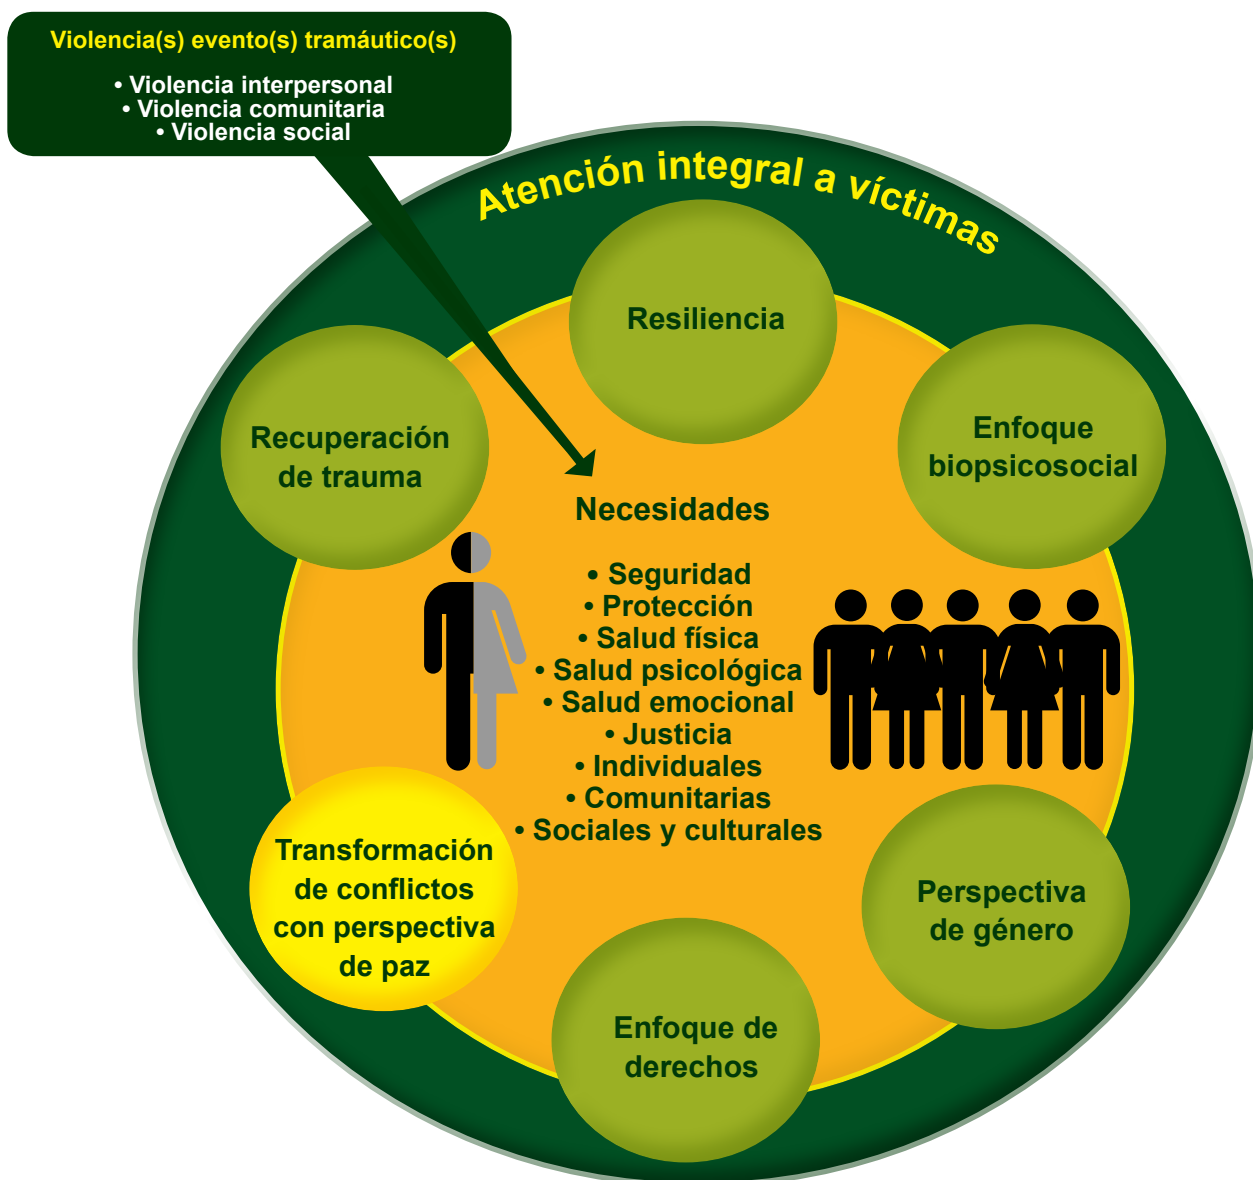 Violencia(s) evento(s) tramáutico(s)
• Violencia interpersonal
• Violencia comunitaria
• Violencia social
Atención integral a víctimas
Resiliencia
Recuperación
de trauma
Enfoque
biopsicosocial
Necesidades
• Seguridad
• Protección
• Salud física
• Salud psicológica
• Salud emocional
• Justicia
• Individuales
• Comunitarias
• Sociales y culturales
Transformación
de conflictos
con perspectiva
de paz
Perspectiva
de género
Enfoque de
derechos